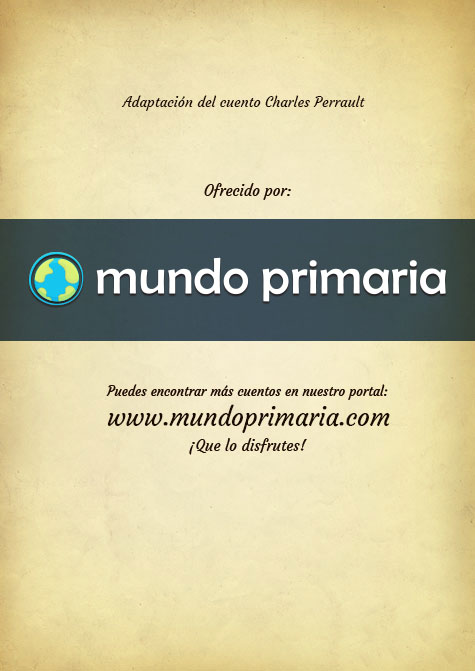 Adaptación del cuento Charles Perrault
Ofrecido por:
mundo primaria
Puedes encontrar más cuentos en nuestro portal:
www.mundoprimaria.com
¡Que lo disfrutes!